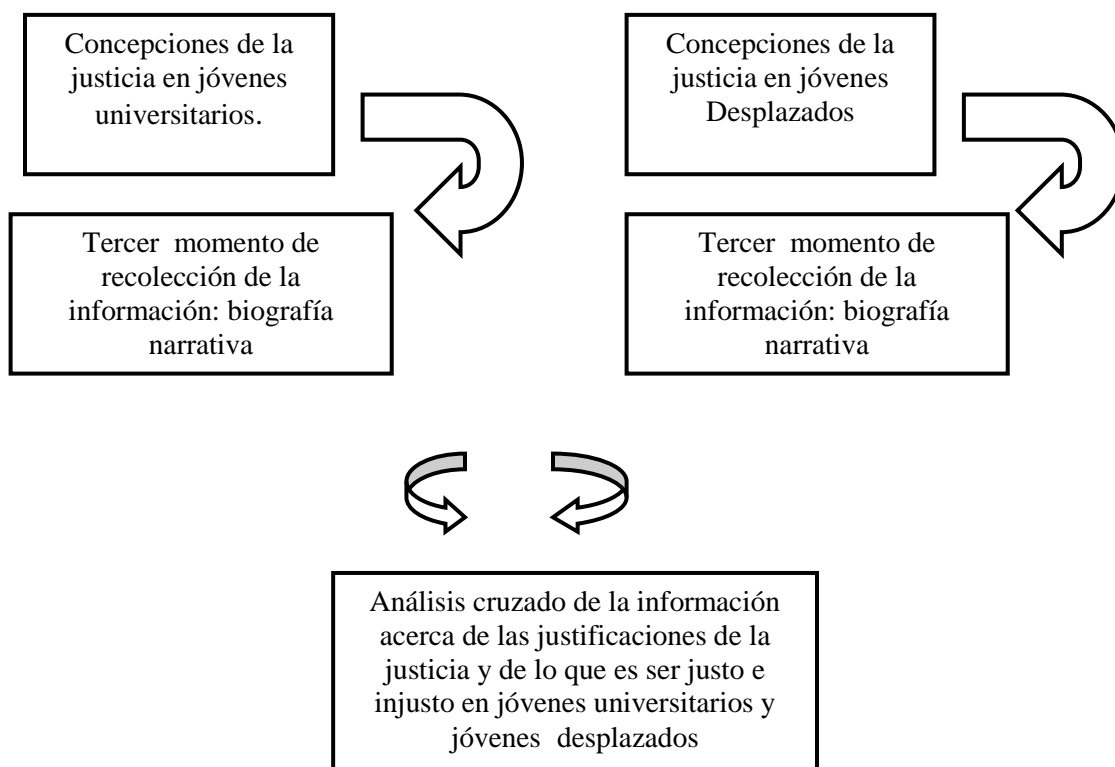 Concepciones de la
justicia en jóvenes
universitarios.
Concepciones de la
justicia en jóvenes
Desplazados
Tercer momento de
recolección de la
información: biografía
narrativa
Tercer momento de
recolección de la
información: biografía
narrativa
Análisis cruzado de la información
acerca de las justificaciones de la
justicia y de lo que es ser justo e
injusto en jóvenes universitarios y
jóvenes desplazados